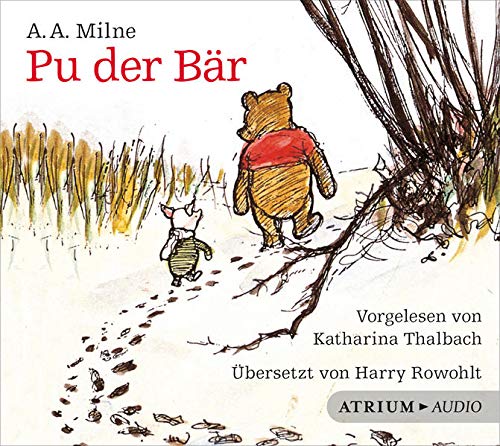 A. A. Milne
Pu der Bär
Vorgelesen von
Katharina Thalbach
Übersetzt von Harry Rowohlt
ATRIUM ► AUDIO